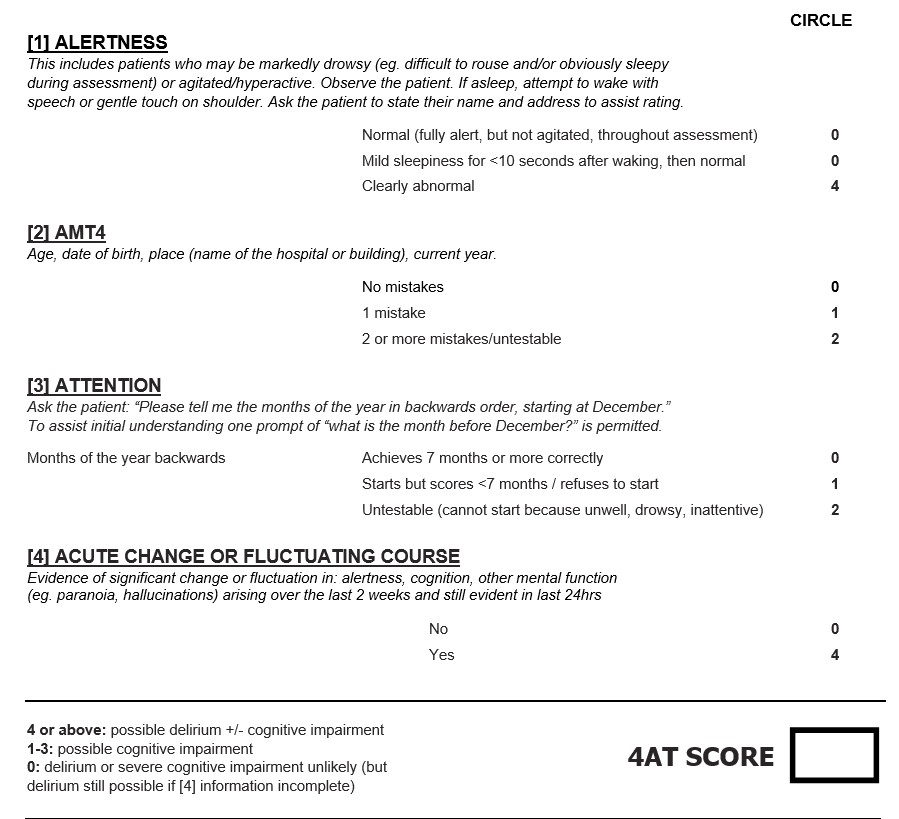 CIRCLE
[1] ALERTNESS
This includes patients who may be markedly drowsy (eg. difficult to rouse and/or obviously sleepy
during assessment) or agitated/hyperactive. Observe the patient. If asleep, attempt to wake with
speech or gentle touch on shoulder. Ask the patient to state their name and address to assist rating.
Normal (fully alert, but not agitated, throughout assessment) 0
Mild sleepiness for <10 seconds after waking, then normal 0
Clearly abnormal 4
[2] AMT4
Age, date of birth, place (name of the hospital or building), current year.
No mistakes 0
1 mistake 1
2 or more mistakes/untestable 2
[3] ATTENTION
Ask the patient: “Please tell me the months of the year in backwards order, starting at December.”
To assist initial understanding one prompt of “what is the month before December?” is permitted.
Months of the year backwards Achieves 7 months or more correctly 0
Starts but scores <7 months / refuses to start 1
Untestable (cannot start because unwell, drowsy, inattentive) 2
[4] ACUTE CHANGE OR FLUCTUATING COURSE
Evidence of significant change or fluctuation in: alertness, cognition, other mental function
(eg. paranoia, hallucinations) arising over the last 2 weeks and still evident in last 24hrs
No 0
Yes 4
4 or above: possible delirium +/- cognitive impairment
1-3: possible cognitive impairment
0: delirium or severe cognitive impairment unlikely (but
delirium still possible if [4] information incomplete)
4AT SCORE